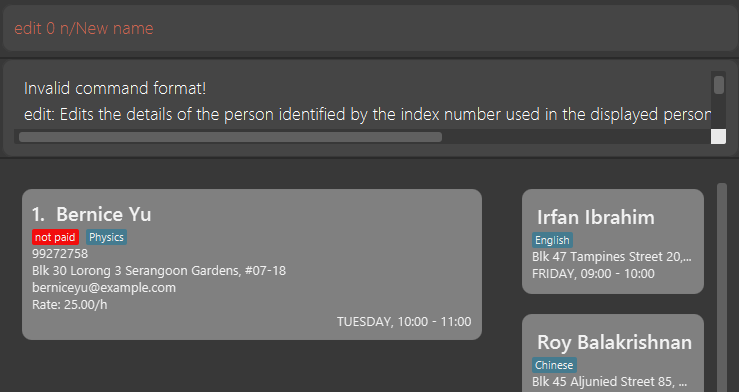 edit 0 n/New name
Invalid command format!
edit: Edits the details of the person identified by the index number used in the displayed person
1. Bernice Yu
not paid Physics
99272758
Blk 30 Lorong 3 Serangoon Gardens, #07-18
berniceyu@example.com
Rate: 25.00/h
TUESDAY, 10:00 - 11:00
Irfan Ibrahim
English
Blk 47 Tampines Street 20,...
FRIDAY, 09:00 - 10:00
Roy Balakrishnan
Chinese
Blk 45 Aljunied Street 85, ...